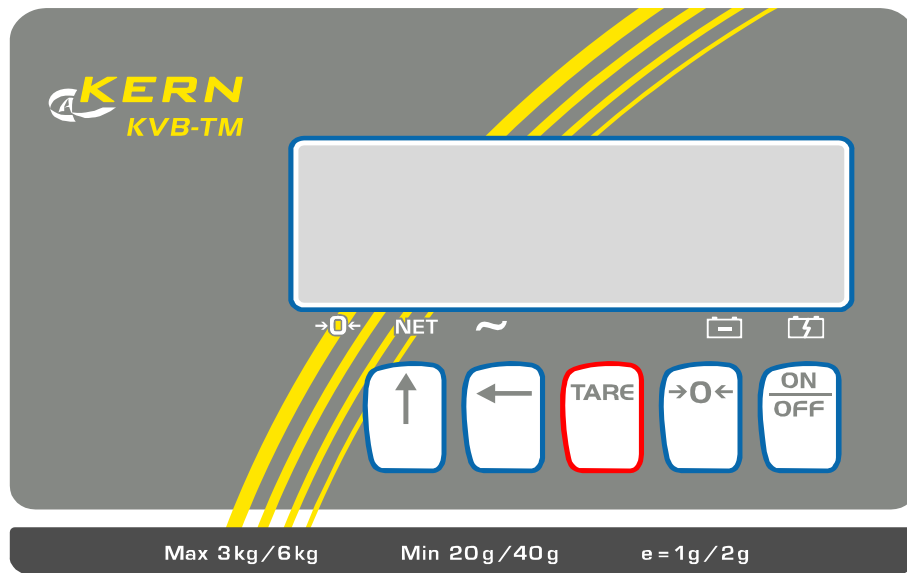 KERN
KVB-TM
→0← NET ~
TARE →0← ON
OFF
Max 3kg/6kg Min 20g/40g e=1g/2g